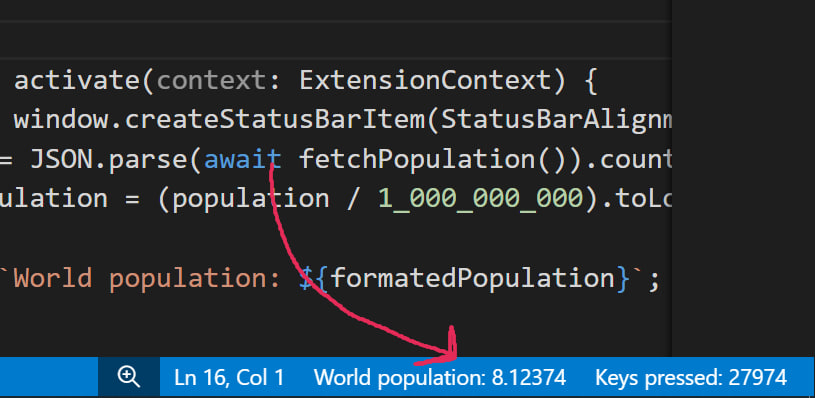 activate(context: ExtensionContext) {
window.createStatusBarItem(StatusBarAlignm
= JSON.parse(await fetchPopulation()).count
ulation = (population / 1_000_000_000).toLo
`World population: ${formatedPopulation}`;
Ln 16, Col 1 World population: 8.12374 Keys pressed: 27974